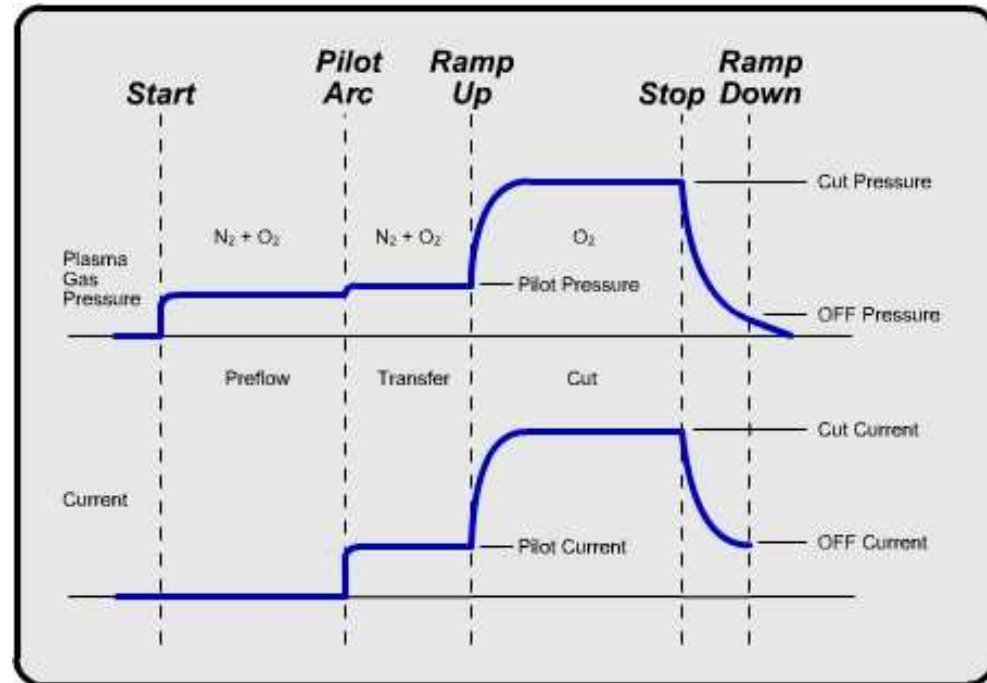 Start
Pilot
Arc
Ramp
Up
Stop
Ramp
Down
Cut Pressure
N₂ + O₂
N₂ + O₂
O₂
Plasma
Gas
Pressure
Pilot Pressure
OFF Pressure
Preflow
Transfer
Cut
Cut Current
Current
Pilot Current
OFF Current